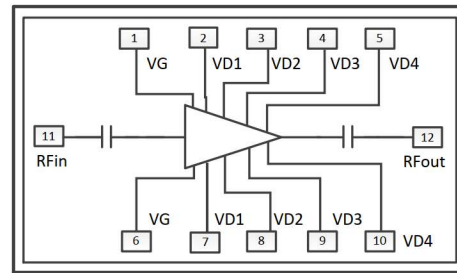 1 2 3 4 5
VG VD1 VD2 VD3 VD4
11 12
RFin RFout
VG VD1 VD2 VD3
6 7 8 9 10 VD4